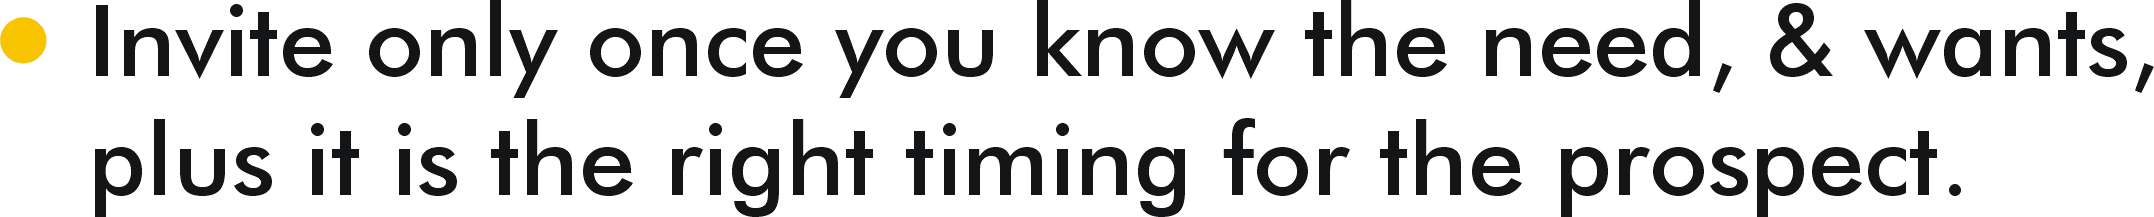 • Invite only once you know the need, & wants,
plus it is the right timing for the prospect.